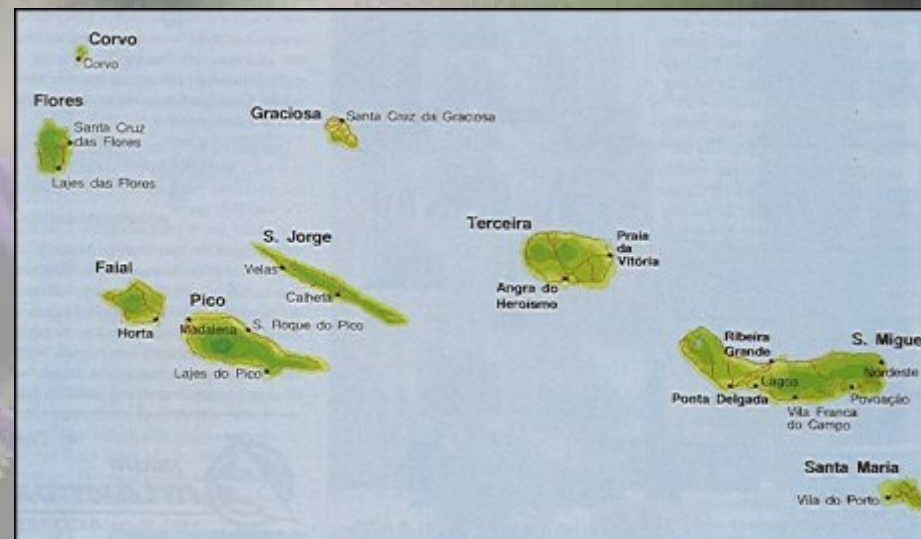 Corvo
Corvo
Flores
Santa Cruz
das Flores
Lajes das Flores
Graciosa
Santa Cruz da Graciosa
S. Jorge
Velas
Calheta
Terceira
Praia
da
Vitória
Angra do
Heroismo
Faial
Horta
Pico
Madalena
S. Roque do Pico
Lajes do Pico
Ribeira
Grande
S. Migue
Nordeste
Lagoa
Ponta Delgada
Povoação
Vila Franca
do Campo
Santa Maria
Vila do Porto